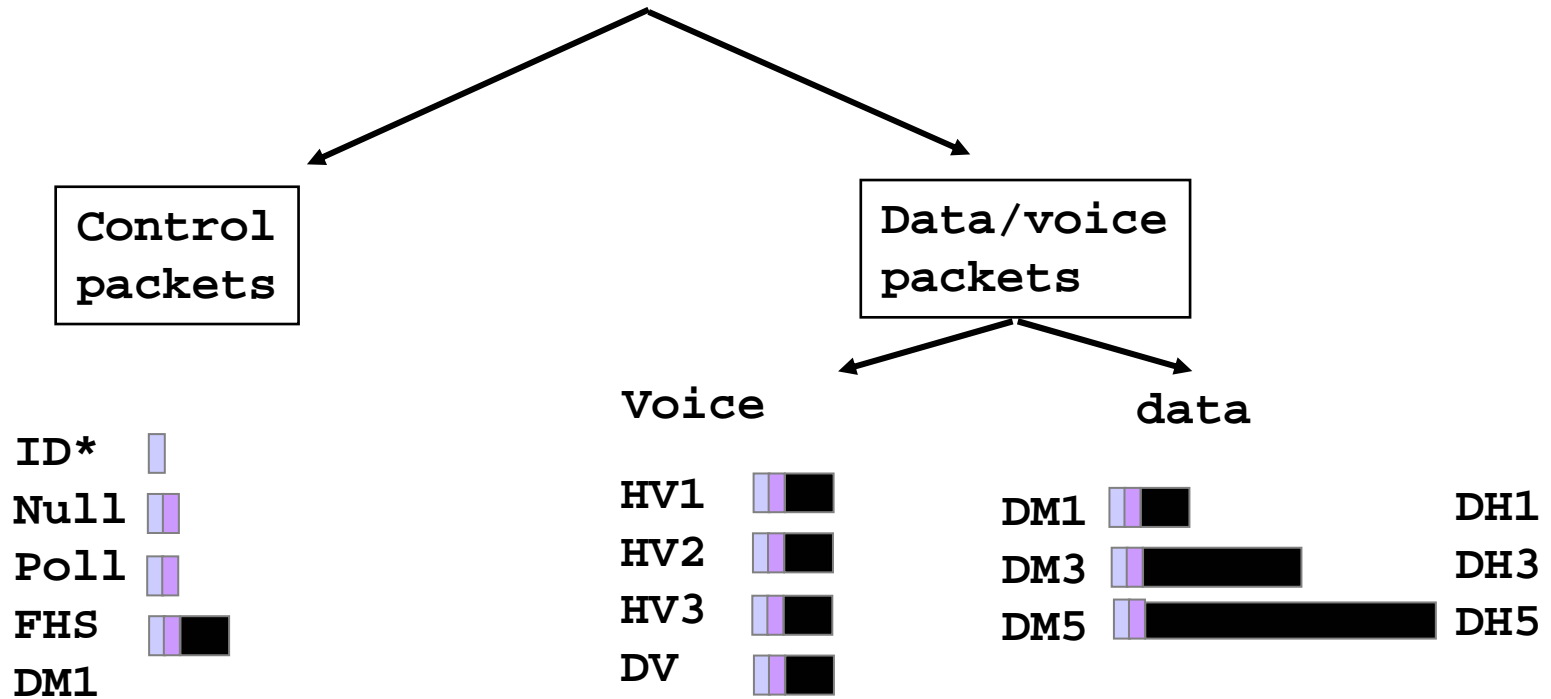 Control
packets
Data/voice
packets
Voice
data
ID*
Null
Poll
FHS
DM1
HV1
HV2
HV3
DV
DM1 DH1
DM3 DH3
DM5 DH5